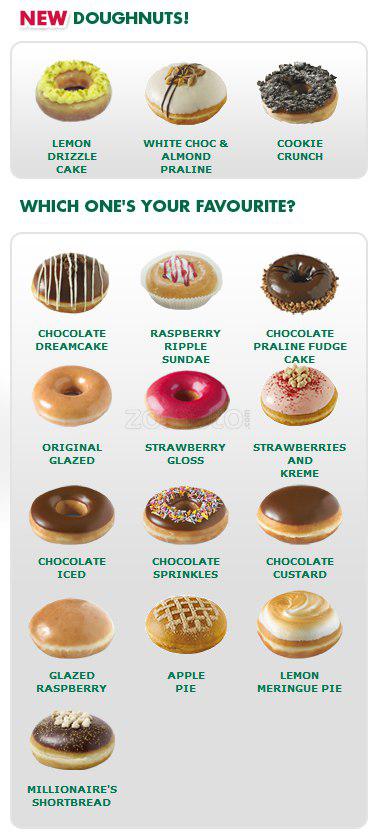 NEW DOUGHNUTS!
LEMON
DRIZZLE
CAKE
WHITE CHOC &
ALMOND
PRALINE
COOKIE
CRUNCH
WHICH ONE'S YOUR FAVOURITE?
CHOCOLATE
DREAMCAKE
RASPBERRY
RIPPLE
SUNDAE
CHOCOLATE
PRALINE FUDGE
CAKE
zomato.com
ORIGINAL
GLAZED
STRAWBERRY
GLOSS
STRAWBERRIES
AND
KREME
CHOCOLATE
ICED
CHOCOLATE
SPRINKLES
CHOCOLATE
CUSTARD
GLAZED
RASPBERRY
APPLE
PIE
LEMON
MERINGUE PIE
MILLIONAIRE'S
SHORTBREAD